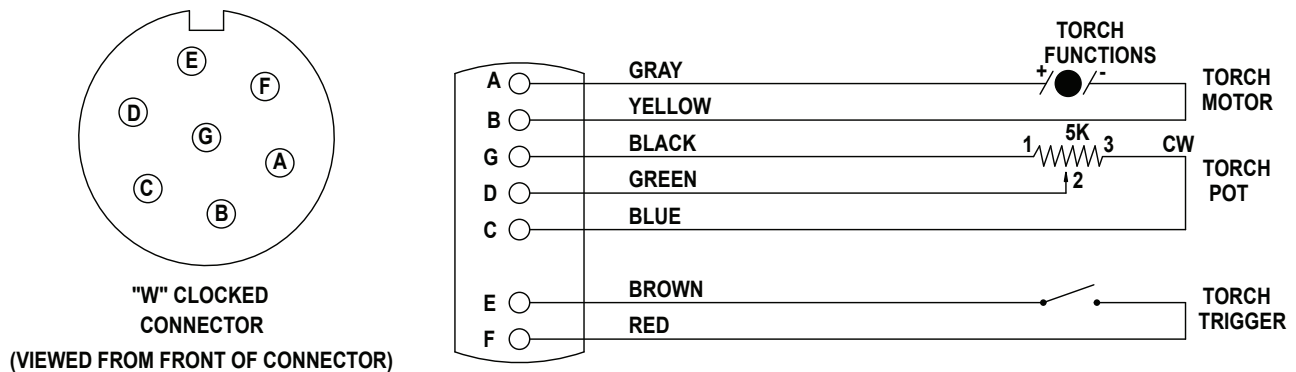 E
F
D
G
A
C
B
"W" CLOCKED
CONNECTOR
(VIEWED FROM FRONT OF CONNECTOR)
TORCH
FUNCTIONS
A GRAY + - TORCH
MOTOR
B YELLOW
G BLACK 1 5K 3 CW
TORCH
POT
D GREEN 2
C BLUE
E BROWN TORCH
TRIGGER
F RED